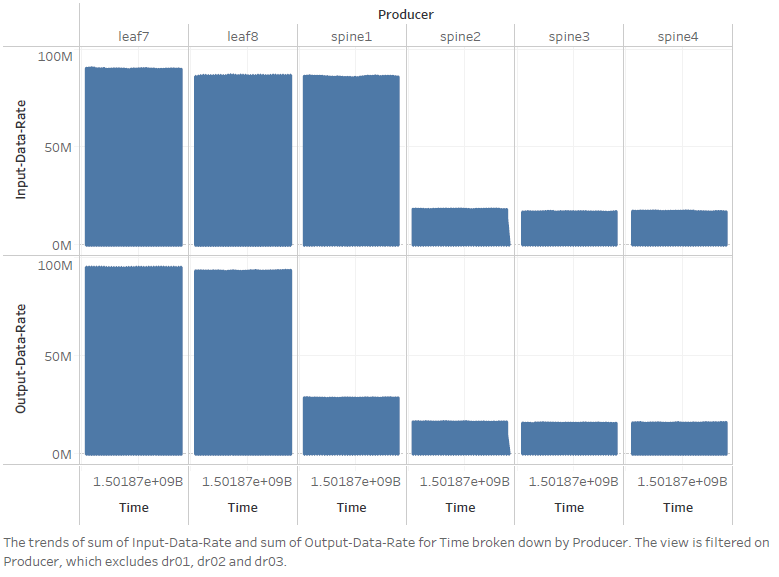 Producer
leaf7 leaf8 spine1 spine2 spine3 spine4
Input-Data-Rate
100M
50M
0M
Output-Data-Rate
100M
50M
0M
1.50187e+09B 1.50187e+09B 1.50187e+09B 1.50187e+09B 1.50187e+09B 1.50187e+09B
Time Time Time Time Time Time
The trends of sum of Input-Data-Rate and sum of Output-Data-Rate for Time broken down by Producer. The view is filtered on
Producer, which excludes dr01, dr02 and dr03.